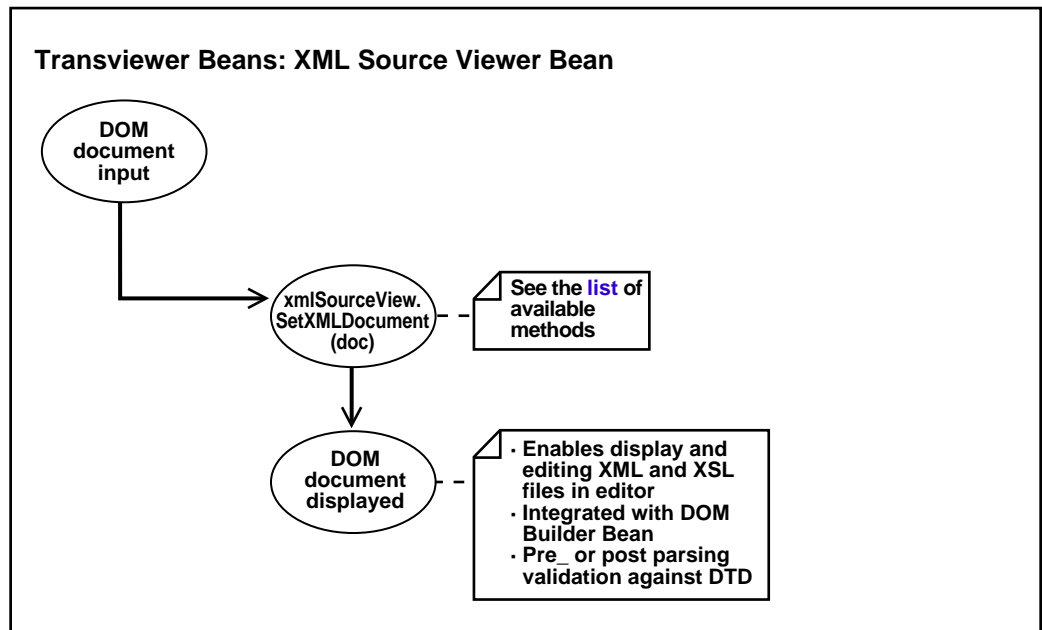 Transviewer Beans: XML Source Viewer Bean
DOM
document
input
xmlSourceView.
SetXMLDocument
(doc)
See the list of
available
methods
DOM
document
displayed
· Enables display and
editing XML and XSL
files in editor
· Integrated with DOM
Builder Bean
· Pre_ or post parsing
validation against DTD